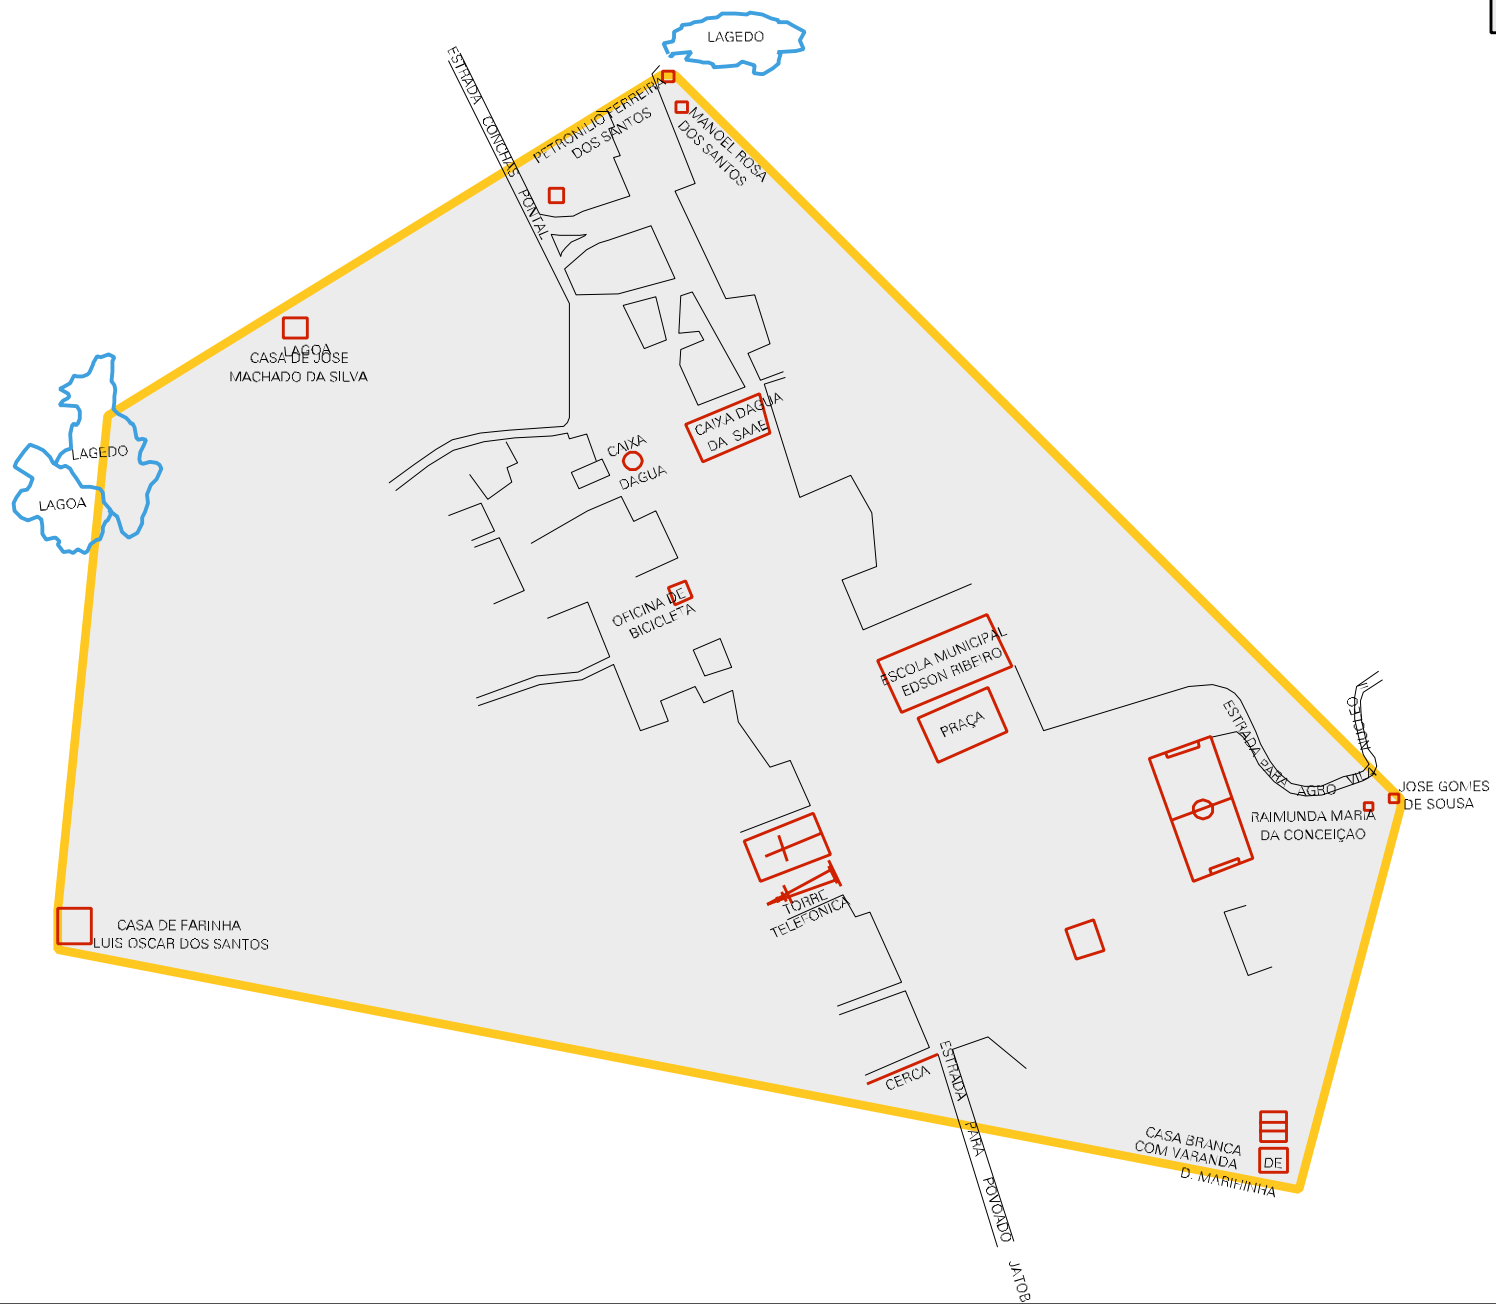 LAGEDO
ESTRADA CONCHAS PONTAL
PETRONILIO FERREIRA
DOS SANTOS
MANOEL ROSA
DOS SANTOS
LAGOA
CASA DE JOSE
MACHADO DA SILVA
LAGEDO
LAGOA
CAIXA DAGUA
DA SAAE
CAIXA
DAGUA
OFICINA DE
BICICLETA
ESCOLA MUNICIPAL
EDSON RIBEIRO
PRAÇA
ESTRADA PARA AGRO VILA
JOSE GOMES
DE SOUSA
RAIMUNDA MARIA
DA CONCEIÇAO
TORRE
TELEFONICA
CASA DE FARINHA
LUIS OSCAR DOS SANTOS
CERCA
ESTRADA PARA POVOADO JATOB
CASA BRANCA
COM VARANDA
DE
D. MARIHINHA